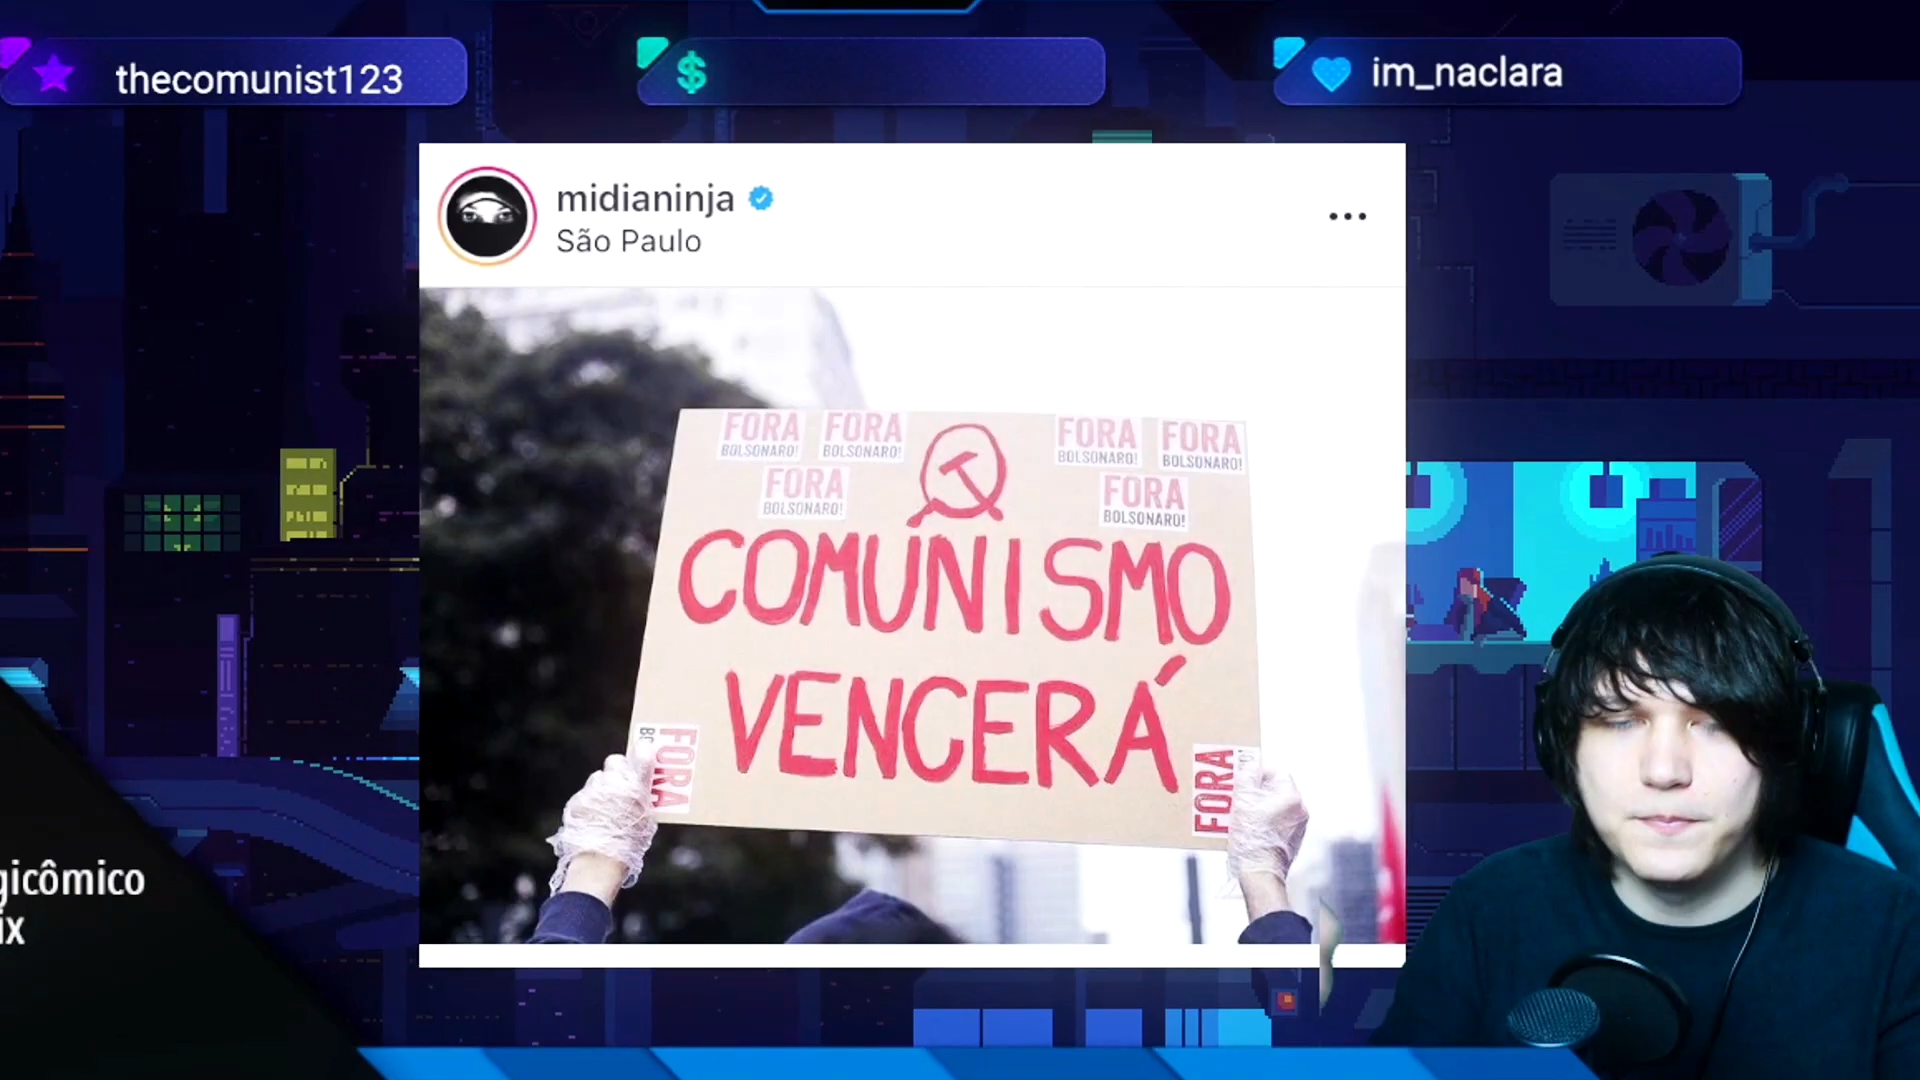 thecomunist123
$
im_naclara
midianinja
São Paulo
FORA
BOLSONARO!
FORA
BOLSONARO!
FORA
BOLSONARO!
FORA
BOLSONARO!
FORA
BOLSONARO!
FORA
BOLSONARO!
COMUNISMO
VENCERÁ
FORA
FORA
gicômico
ix